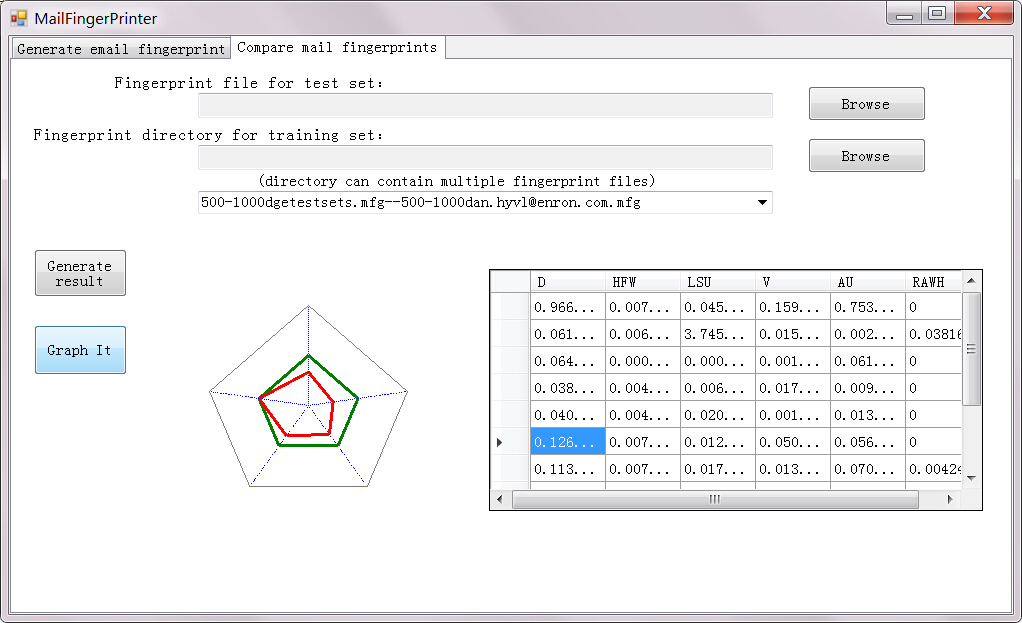 MailFingerPrinter
Generate email fingerprint Compare mail fingerprints
Fingerprint file for test set:
Browse
Fingerprint directory for training set:
Browse
(directory can contain multiple fingerprint files)
500-1000dgetestsets.mfg--500-1000dan.hyvl@enron.com.mfg
Generate
result
Graph It
D HFW LSU V AU RAWH
0.966... 0.007... 0.045... 0.159... 0.753... 0
0.061... 0.006... 3.745... 0.015... 0.002... 0.03816
0.064... 0.000... 0.000... 0.001... 0.061... 0
0.038... 0.004... 0.006... 0.017... 0.009... 0
0.040... 0.004... 0.020... 0.001... 0.013... 0
0.126... 0.007... 0.012... 0.050... 0.056... 0
0.113... 0.007... 0.017... 0.013... 0.070... 0.00424